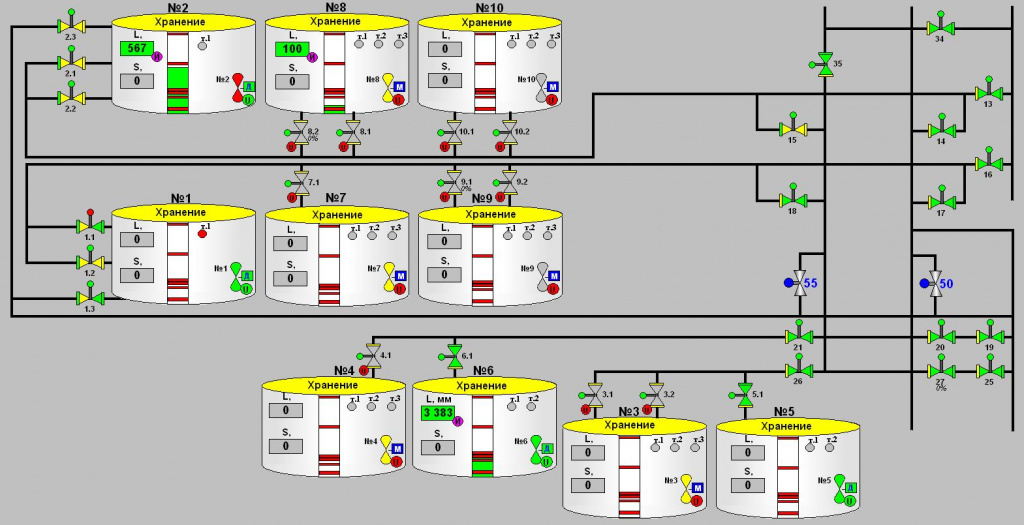 №2
Хранение
L,
567
И
S,
0
т.1
№2
Д
U
№8
Хранение
L,
100
И
S,
0
т.1 т.2 т.3
№8
М
U
№10
Хранение
L,
0
S,
0
т.1 т.2 т.3
№10
М
U
2.3
2.1
2.2
34
35
13
14
15
16
17
18
8.2
0%
8.1
10.1
10.2
7.1
9.1
0%
9.2
№1
Хранение
L,
0
S,
0
т.1
№1
Д
U
№7
Хранение
L,
0
S,
0
т.1 т.2 т.3
№7
М
U
№9
Хранение
L,
0
S,
0
т.1 т.2 т.3
№9
М
U
1.1
1.2
1.3
55
50
21
20
19
26
27
0%
25
4.1
6.1
3.1
3.2
5.1
№4
Хранение
L,
0
S,
0
т.1 т.2 т.3
№4
М
U
№6
Хранение
L, мм
3 383
И
S,
0
т.1 т.2
№6
Д
U
№3
Хранение
L,
0
S,
0
т.1 т.2 т.3
№3
М
U
№5
Хранение
L,
0
S,
0
т.1 т.2
№5
Д
U